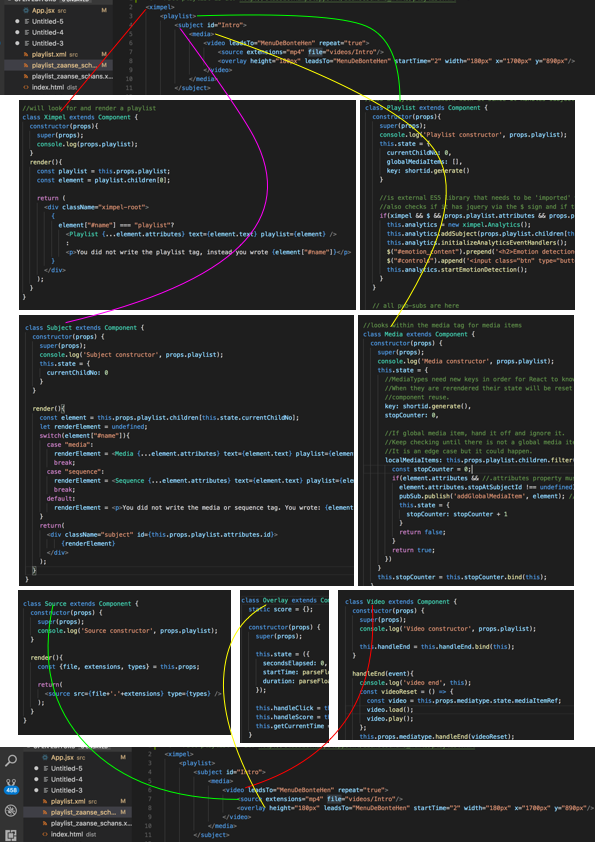 App.jsx src M
Untitled-5
Untitled-4
Untitled-3
playlist.xml src M
playlist_zaanse_schans.x... M
playlist_zaanse_schans.x...
index.html dist
2 <ximpel>
3 <playlist>
4 <subject id="Intro">
5 <media>
6 <video leadsTo="MenuDeBonteHen" repeat="true">
7 <source extensions="mp4" file="videos/Intro"/>
8 <overlay height="180px" leadsTo="MenuDeBonteHen" startTime="2" width="180px" x="1700px" y="890px"/>
9 </video>
10 </media>
11 </subject>
//will look for and render a playlist
class Ximpel extends Component {
constructor(props){
super(props);
console.log(props.playlist);
}
render(){
const playlist = this.props.playlist;
const element = playlist.children[0];
return (
<div className="ximpel-root">
{
element["#name"] === "playlist"?
<Playlist {...element.attributes} text={element.text} playlist={element} />
:
<p>You did not write the playlist tag, instead you wrote {element["#name"]}</p>
}
</div>
);
}
}
class Playlist extends Component {
constructor(props) {
super(props);
console.log('Playlist constructor', props.playlist);
this.state = {
currentChildNo: 0,
globalMediaItems: [],
key: shortid.generate()
}
//is external ES5 library that needs to be 'imported'
//also checks if it has jquery via the $ sign and if t
if(ximpel && $ && props.playlist.attributes && props.p
this.analytics = new ximpel.Analytics();
this.analytics.addSubject(props.playlist.children[th
this.analytics.initializeAnalyticsEventHandlers();
$("#emotion_content").prepend('<h2>Emotion detection
$("#controls").append('<input class="btn" type="butt
this.analytics.startEmotionDetection();
}
// all pub-subs are here
class Subject extends Component {
constructor(props) {
super(props);
console.log('Subject constructor', props.playlist);
this.state = {
currentChildNo: 0
}
}
render(){
const element = this.props.playlist.children[this.state.currentChildNo];
let renderElement = undefined;
switch(element["#name"]){
case "media":
renderElement = <Media {...element.attributes} text={element.text} playlist={eleme
break;
case "sequence":
renderElement = <Sequence {...element.attributes} text={element.text} playlist={el
break;
default:
renderElement = <p>You did not write the media or sequence tag. You wrote: {elemen
}
return(
<div className="subject" id={this.props.playlist.attributes.id}>
{renderElement}
</div>
);
}
}
//looks within the media tag for media items
class Media extends Component {
constructor(props) {
super(props);
console.log('Media constructor', props.playlist);
this.state = {
//MediaTypes need new keys in order for React to know
//When they are rerendered their state will be reset
//component reuse.
key: shortid.generate(),
stopCounter: 0,
//If global media item, hand it off and ignore it.
//Keep checking until there is not a global media ite
//It is an edge case but it could happen.
localMediaItems: this.props.playlist.children.filter(
const stopCounter = 0;
if(element.attributes && //.attributes property mus
element.attributes.stopAtSubjectId !== undefined)
pubSub.publish('addGlobalMediaItem', element); //
this.state = {
stopCounter: stopCounter + 1
}
return false;
}
return true;
})
}
this.stopCounter = this.stopCounter.bind(this);
class Source extends Component {
constructor(props) {
super(props);
console.log('Source constructor', props.playlist);
}
render(){
const {file, extensions, types} = this.props;
return(
<source src={file+'.'+extensions} type={types} />
);
}
}
class Overlay extends Co
static score = {};
constructor(props) {
super(props);
this.state = ({
secondsElapsed: 0,
startTime: parseFlo
duration: parseFloa
});
this.handleClick = t
this.handleScore = t
this.getCurrentTime
class Video extends Component {
constructor(props) {
super(props);
console.log('Video constructor', props.playlist);
this.handleEnd = this.handleEnd.bind(this);
}
handleEnd(event){
console.log('video end', this);
const videoReset = () => {
const video = this.props.mediatype.state.mediaItemRef;
video.load();
video.play();
}
this.props.mediatype.handleEnd(videoReset);
App.jsx src M
Untitled-5
Untitled-4
Untitled-3
playlist.xml src M
playlist_zaanse_schans.x... M
playlist_zaanse_schans.x...
index.html dist
458
2 <ximpel>
3 <playlist>
4 <subject id="Intro">
5 <media>
6 <video leadsTo="MenuDeBonteHen" repeat="true">
7 <source extensions="mp4" file="videos/Intro"/>
8 <overlay height="180px" leadsTo="MenuDeBonteHen" startTime="2" width="180px" x="1700px" y="890px"/>
9 </video>
10 </media>
11 </subject>